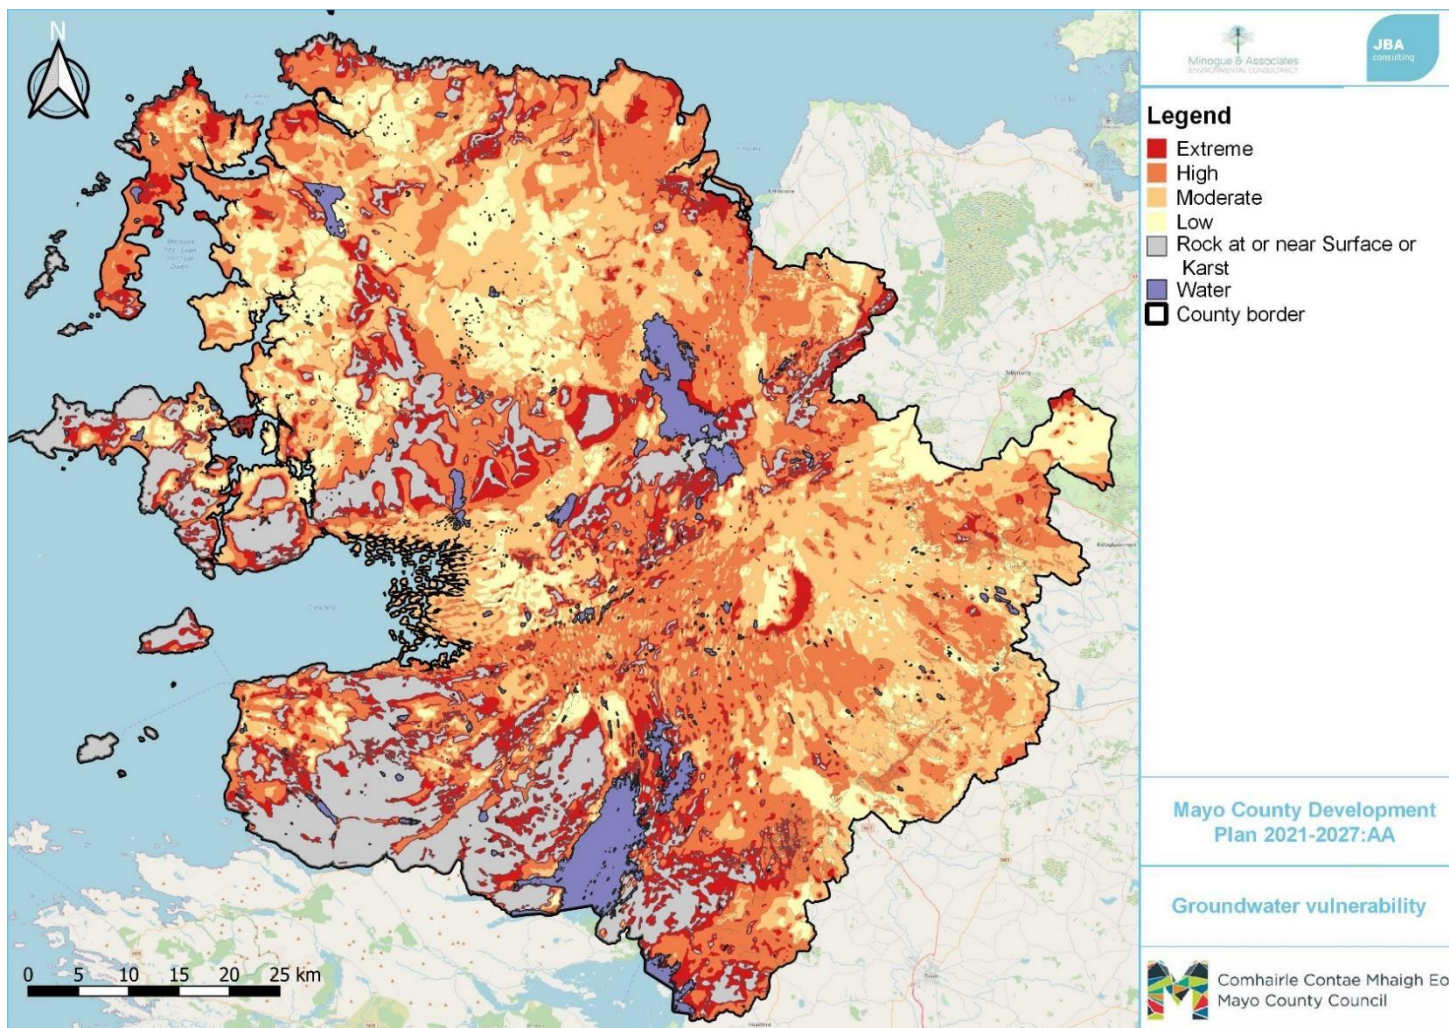 N
Minogue & Associates
ENVIRONMENTAL CONSULTANCY
JBA
consulting
Legend
Extreme
High
Moderate
Low
Rock at or near Surface or
Karst
Water
County border
Mayo County Development
Plan 2021-2027:AA
Groundwater vulnerability
0 5 10 15 20 25 km
Comhairle Contae Mhaigh Eo
Mayo County Council